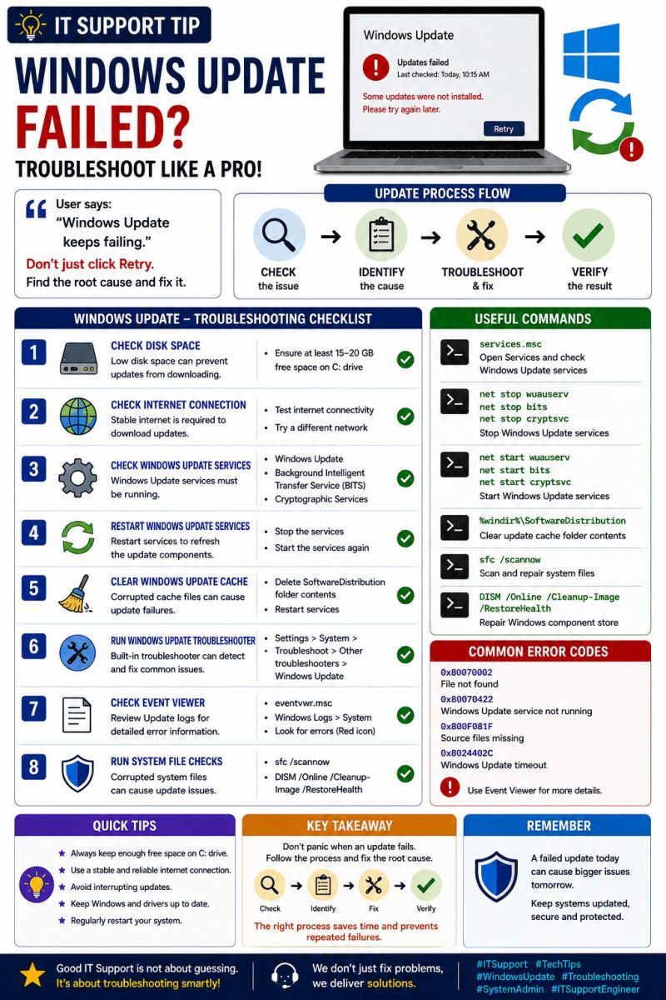 IT SUPPORT TIP
WINDOWS UPDATE
FAILED?
TROUBLESHOOT LIKE A PRO!
Windows Update
!
Updates failed
Last checked: Today, 10:15 AM
Some updates were not installed.
Please try again later.
Retry
!
“ User says:
“Windows Update
keeps failing.”
Don’t just click Retry.
Find the root cause and fix it.
UPDATE PROCESS FLOW
CHECK
the issue
IDENTIFY
the cause
TROUBLESHOOT
& fix
VERIFY
the result
WINDOWS UPDATE – TROUBLESHOOTING CHECKLIST
1
CHECK DISK SPACE
Low disk space can prevent
updates from downloading.
• Ensure at least 15–20 GB
free space on C: drive
2
CHECK INTERNET CONNECTION
Stable internet is required to
download updates.
• Test internet connectivity
• Try a different network
3
CHECK WINDOWS UPDATE SERVICES
Windows Update services must
be running.
• Windows Update
• Background Intelligent
Transfer Service (BITS)
• Cryptographic Services
4
RESTART WINDOWS UPDATE SERVICES
Restart services to refresh
the update components.
• Stop the services
• Start the services again
5
CLEAR WINDOWS UPDATE CACHE
Corrupted cache files can cause
update failures.
• Delete SoftwareDistribution
folder contents
• Restart services
6
RUN WINDOWS UPDATE TROUBLESHOOTER
Built-in troubleshooter can detect
and fix common issues.
• Settings > System >
• Troubleshoot > Other
troubleshooters >
Windows Update
7
CHECK EVENT VIEWER
Review Update logs for
detailed error information.
• eventvwr.msc
• Windows Logs > System
• Look for errors (Red icon)
8
RUN SYSTEM FILE CHECKS
Corrupted system files
can cause update issues.
• sfc /scannow
• DISM /Online /Cleanup-
Image /RestoreHealth
USEFUL COMMANDS
>_
services.msc
Open Services and check
Windows Update services
>_
net stop wuauserv
net stop bits
net stop cryptsvc
Stop Windows Update services
>_
net start wuauserv
net start bits
net start cryptsvc
Start Windows Update services
>_
%windir%\SoftwareDistribution
Clear update cache folder contents
>_
sfc /scannow
Scan and repair system files
>_
DISM /Online /Cleanup-Image
/RestoreHealth
Repair Windows component store
COMMON ERROR CODES
0x80070002
File not found
0x80070422
Windows Update service not running
0x800F081F
Source files missing
0x8024402C
Windows Update timeout
! Use Event Viewer for more details.
QUICK TIPS
★ Always keep enough free space on C: drive.
★ Use a stable and reliable internet connection.
★ Avoid interrupting updates.
★ Keep Windows and drivers up to date.
★ Regularly restart your system.
KEY TAKEAWAY
Don’t panic when an update fails.
Follow the process and fix the root cause.
Check
Identify
Fix
Verify
The right process saves time and prevents
repeated failures.
REMEMBER
A failed update today
can cause bigger issues
tomorrow.
Keep systems updated,
secure and protected.
Good IT Support is not about guessing.
It’s about troubleshooting smartly!
We don’t just fix problems,
we deliver solutions.
#ITSupport #TechTips
#WindowsUpdate #Troubleshooting
#SystemAdmin #ITSupportEngineer